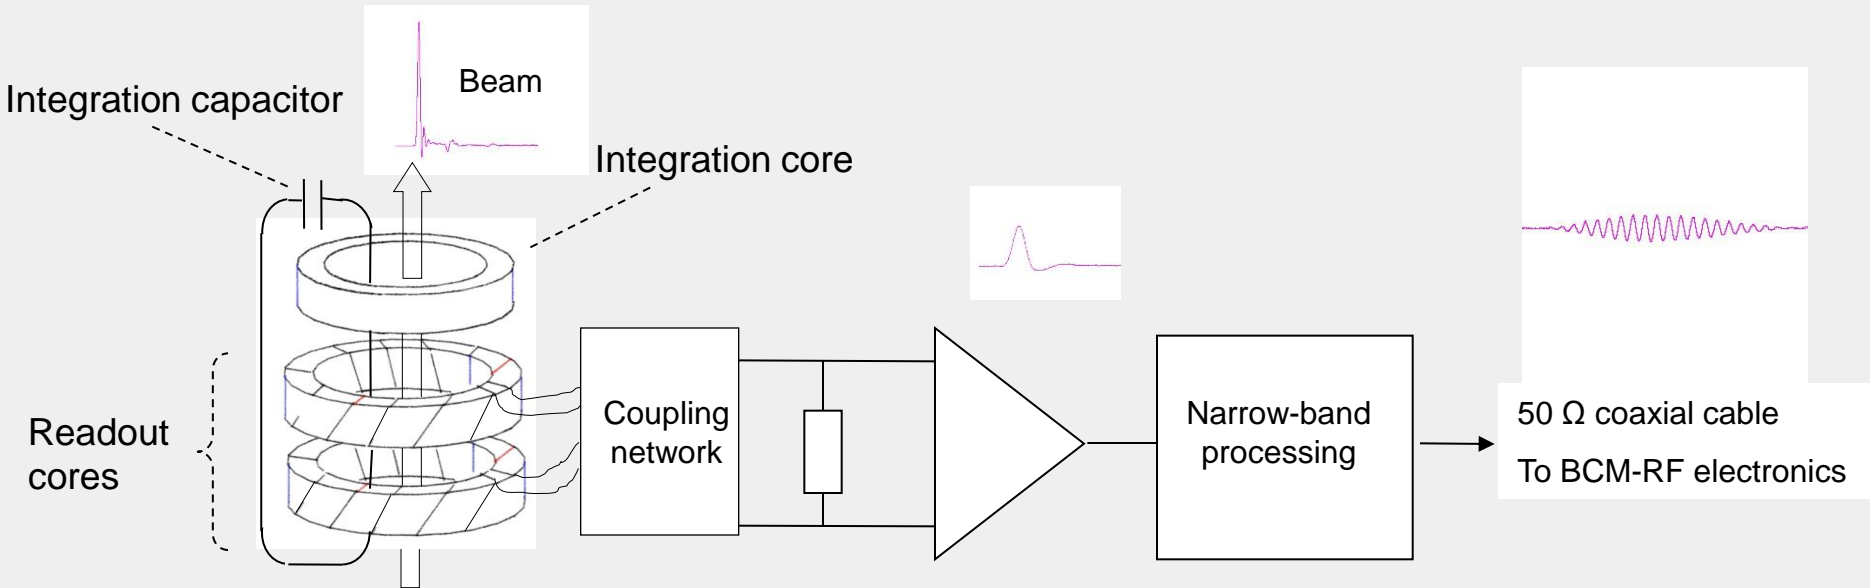 Beam
Integration capacitor
Integration core
Readout
cores
Coupling
network
Narrow-band
processing
50 Ω coaxial cable
To BCM-RF electronics